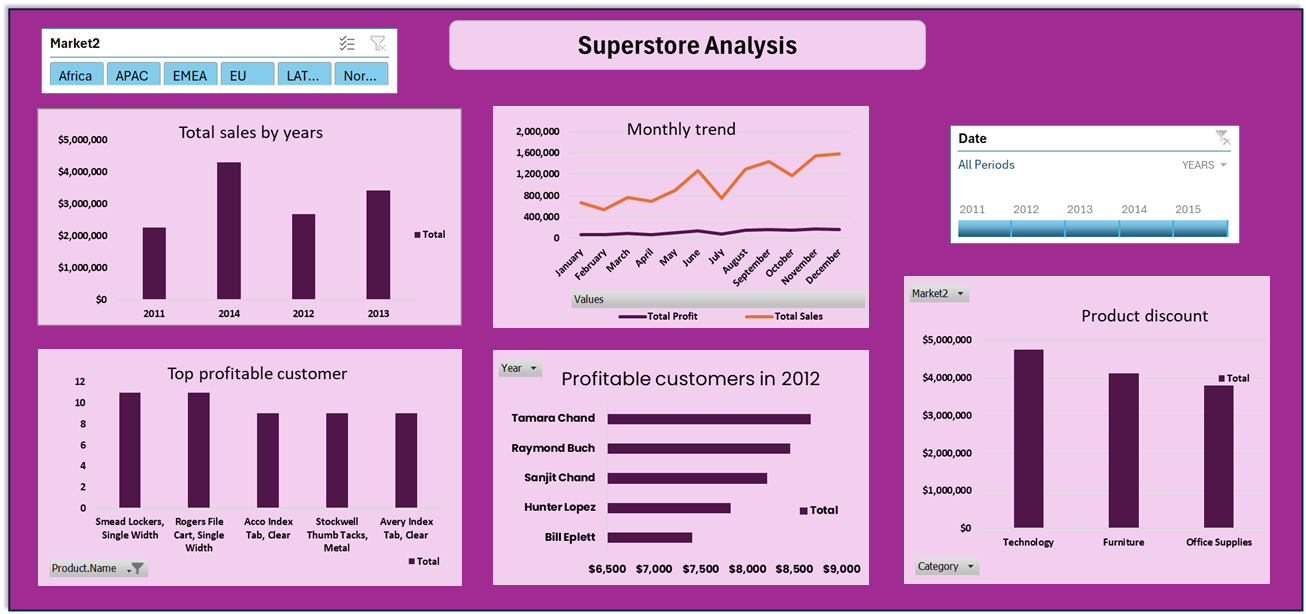 Market2
Africa
APAC
EMEA
EU
LAT...
Nor...
Superstore Analysis
Total sales by years
$5,000,000
$4,000,000
$3,000,000
$2,000,000
$1,000,000
$0
2011
2014
2012
2013
Total
Monthly trend
2,000,000
1,600,000
1,200,000
800,000
400,000
0
January
February
March
April
May
June
July
August
September
October
November
December
Values
Total Profit
Total Sales
Date
All Periods
YEARS
2011
2012
2013
2014
2015
Top profitable customer
12
10
8
6
4
2
0
Smead Lockers,
Single Width
Rogers File
Cart, Single
Width
Acco Index
Tab, Clear
Stockwell
Thumb Tacks,
Metal
Avery Index
Tab, Clear
Total
Product.Name
Year
Profitable customers in 2012
Tamara Chand
Raymond Buch
Sanjit Chand
Hunter Lopez
Bill Eplett
Total
$6,500
$7,000
$7,500
$8,000
$8,500
$9,000
Market2
Product discount
$5,000,000
$4,000,000
$3,000,000
$2,000,000
$1,000,000
$0
Total
Technology
Furniture
Office Supplies
Category